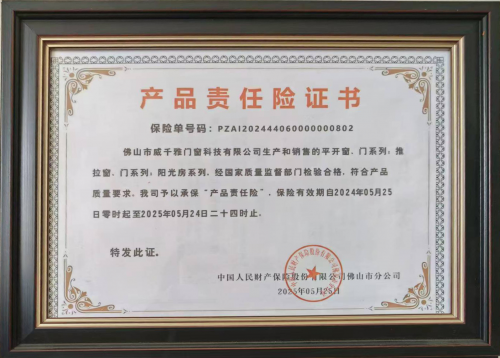 产品责任险证书
保险单号码：PZAI202444060000000802
佛山市威千雅门窗科技有限公司生产和销售的平开窗、门系列；推
拉窗、门系列；阳光房系列，经国家质量监督部门检验合格，符合产品
质量要求，我司予以承保“产品责任险”，保险有效期自2024年05月25
日零时起至2025年05月24日二十四时止。
特发此证。
中国人民财产保险股份有限公司佛山市分公司
2025年05月25日